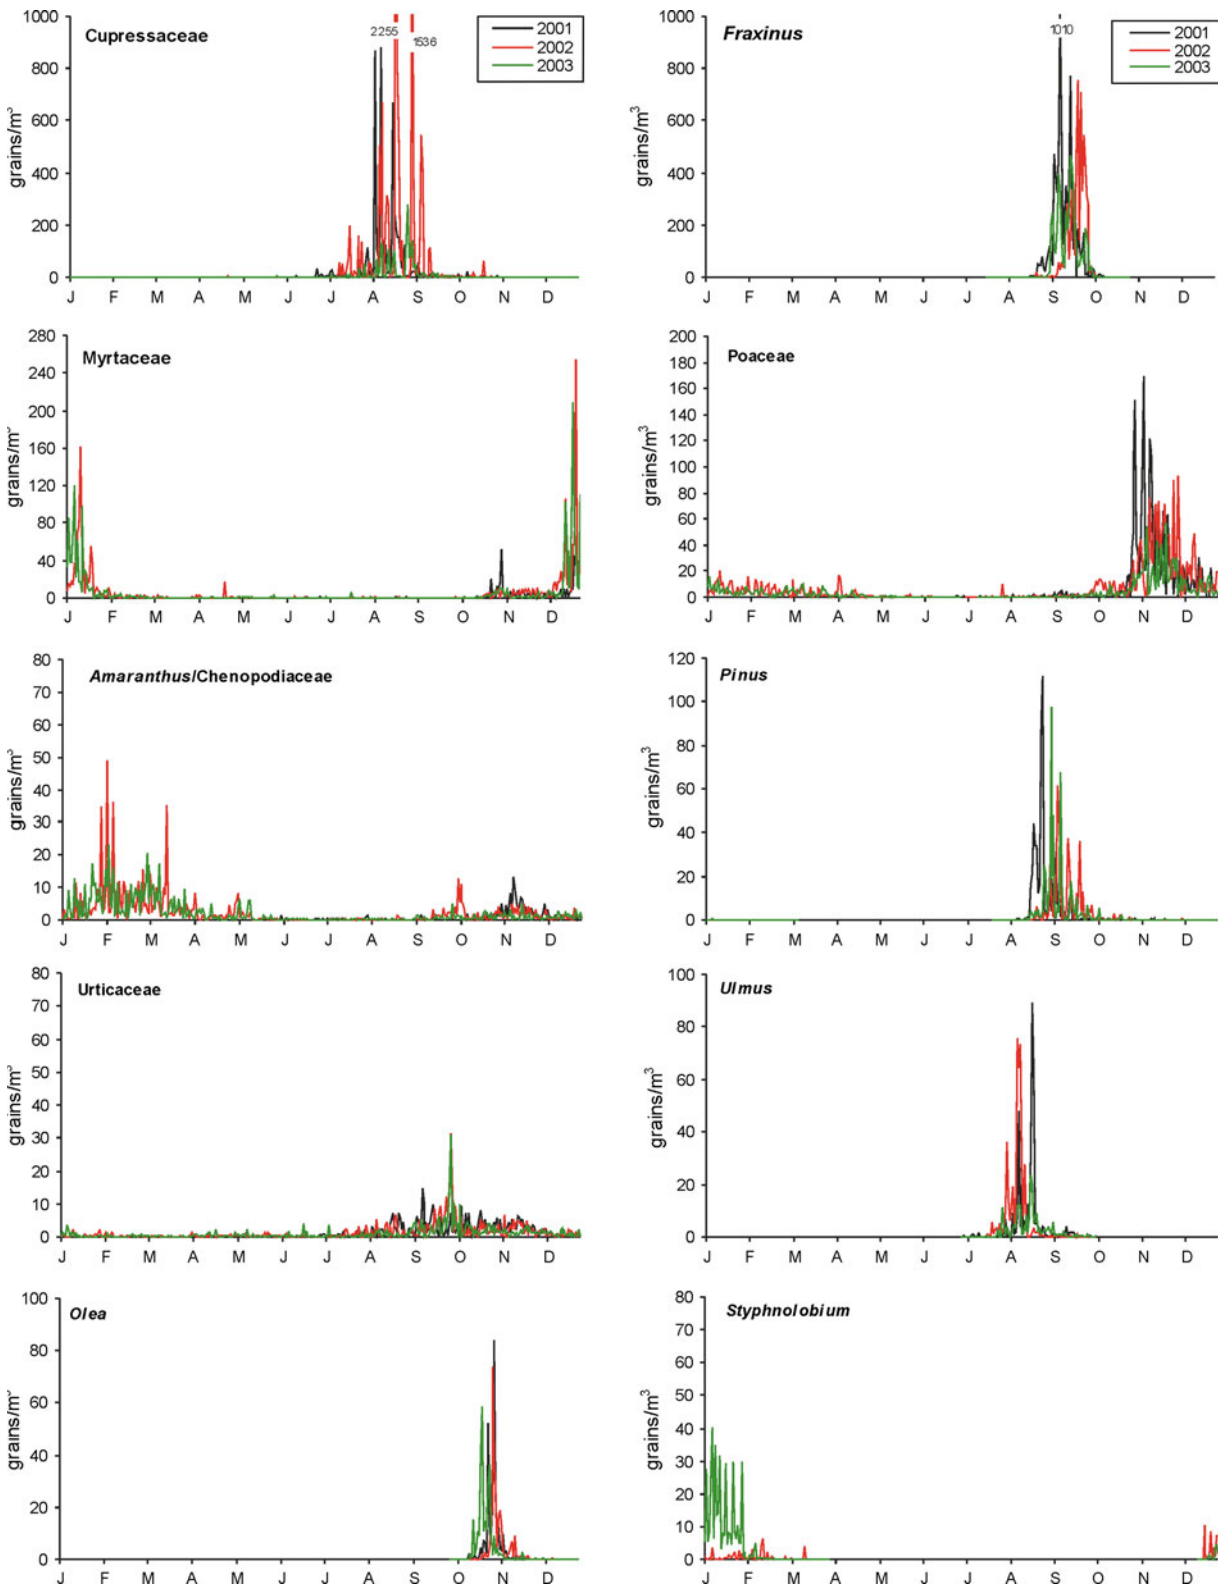 Cupressaceae
2001
2002
2003
2255
1536
grains/m³
1000
800
600
400
200
0
J F M A M J J A S O N D
Fraxinus
2001
2002
2003
1010
grains/m³
1000
800
600
400
200
0
J F M A M J J A S O N D
Myrtaceae
grains/m³
280
240
200
160
120
80
40
0
J F M A M J J A S O N D
Poaceae
grains/m³
200
180
160
140
120
100
80
60
40
20
0
J F M A M J J A S O N D
Amaranthus/Chenopodiaceae
grains/m³
80
70
60
50
40
30
20
10
0
J F M A M J J A S O N D
Pinus
grains/m³
120
100
80
60
40
20
0
J F M A M J J A S O N D
Urticaceae
grains/m³
80
70
60
50
40
30
20
10
0
J F M A M J J A S O N D
Ulmus
grains/m³
100
80
60
40
20
0
J F M A M J J A S O N D
Olea
grains/m³
100
80
60
40
20
0
J F M A M J J A S O N D
Styphnolobium
grains/m³
80
70
60
50
40
30
20
10
0
J F M A M J J A S O N D